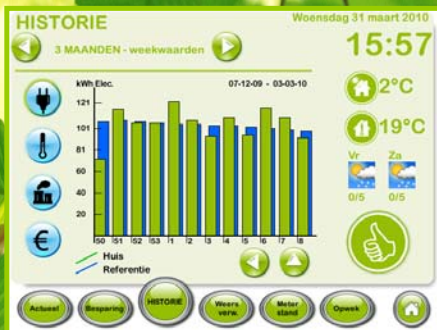 HISTORIE
Woensdag 31 maart 2010
3 MAANDEN - weekwaarden
15:57
kWh Elec.
07-12-09 - 03-03-10
121
101
81
60
40
20
50 51 52 53 1 2 3 4 5 6 7 8
Huis
Referentie
2°C
19°C
Vr Za
0/5 0/5
Actueel
Besparing
HISTORIE
Weers verw.
Meter stand
Opwek